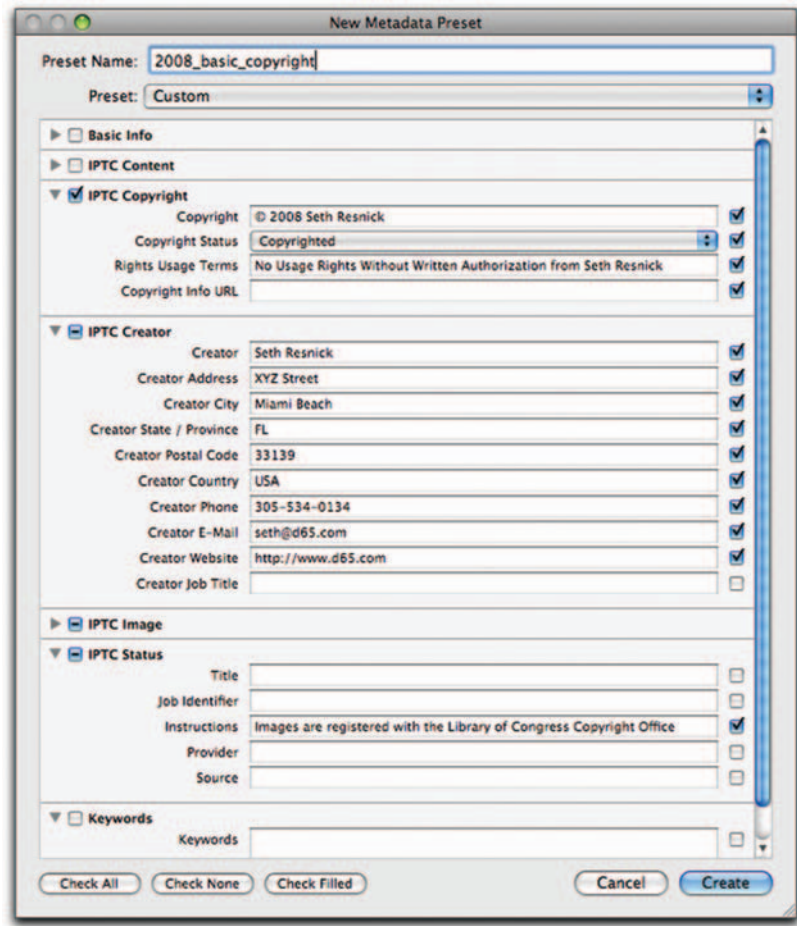 New Metadata Preset
Preset Name: 2008_basic_copyright
Preset: Custom
Basic Info
IPTC Content
IPTC Copyright
Copyright © 2008 Seth Resnick
Copyright Status Copyrighted
Rights Usage Terms No Usage Rights Without Written Authorization from Seth Resnick
Copyright Info URL
IPTC Creator
Creator Seth Resnick
Creator Address XYZ Street
Creator City Miami Beach
Creator State / Province FL
Creator Postal Code 33139
Creator Country USA
Creator Phone 305-534-0134
Creator E-Mail seth@d65.com
Creator Website http://www.d65.com
Creator Job Title
IPTC Image
IPTC Status
Title
Job Identifier
Instructions Images are registered with the Library of Congress Copyright Office
Provider
Source
Keywords
Keywords
Check All Check None Check Filled Cancel Create